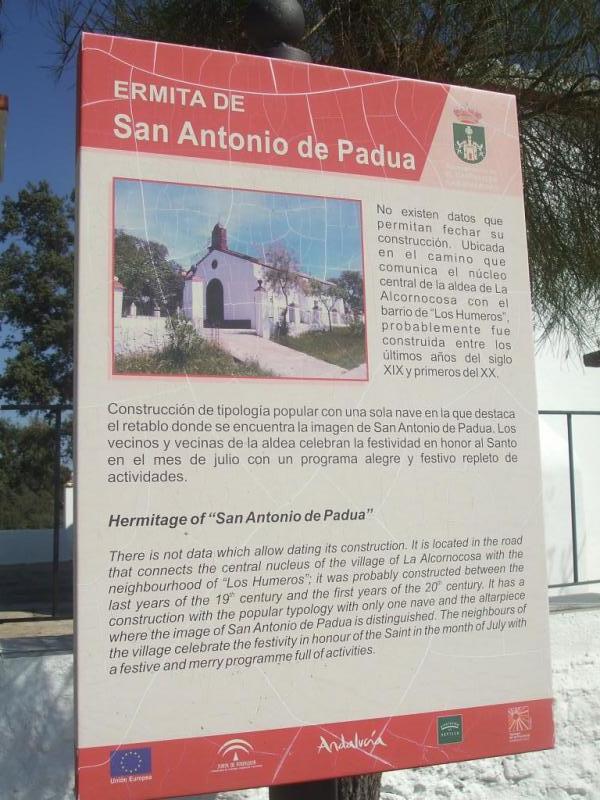 ERMITA DE
San Antonio de Padua
No existen datos que
permitan fechar su
construcción. Ubicada
en el camino que
comunica el núcleo
central de la aldea de La
Alcornocosa con el
barrio de “Los Humeros”,
probablemente fue
construida entre los
últimos años del siglo
XIX y primeros del XX.
Construcción de tipología popular con una sola nave en la que destaca
el retablo donde se encuentra la imagen de San Antonio de Padua. Los
vecinos y vecinas de la aldea celebran la festividad en honor al Santo
en el mes de julio con un programa alegre y festivo repleto de
actividades.
Hermitage of “San Antonio de Padua”
There is not data which allow dating its construction. It is located in the road
that connects the central nucleus of the village of La Alcornocosa with the
neighbourhood of “Los Humeros”; it was probably constructed between the
last years of the 19th century and the first years of the 20th century. It has a
construction with the popular typology with only one nave and the altarpiece
where the image of San Antonio de Padua is distinguished. The neighbours of
the village celebrate the festivity in honour of the Saint in the month of July with
a festive and merry programme full of activities.
Unión Europea
JUNTA DE ANDALUCIA
Andalucía
SEVILLA